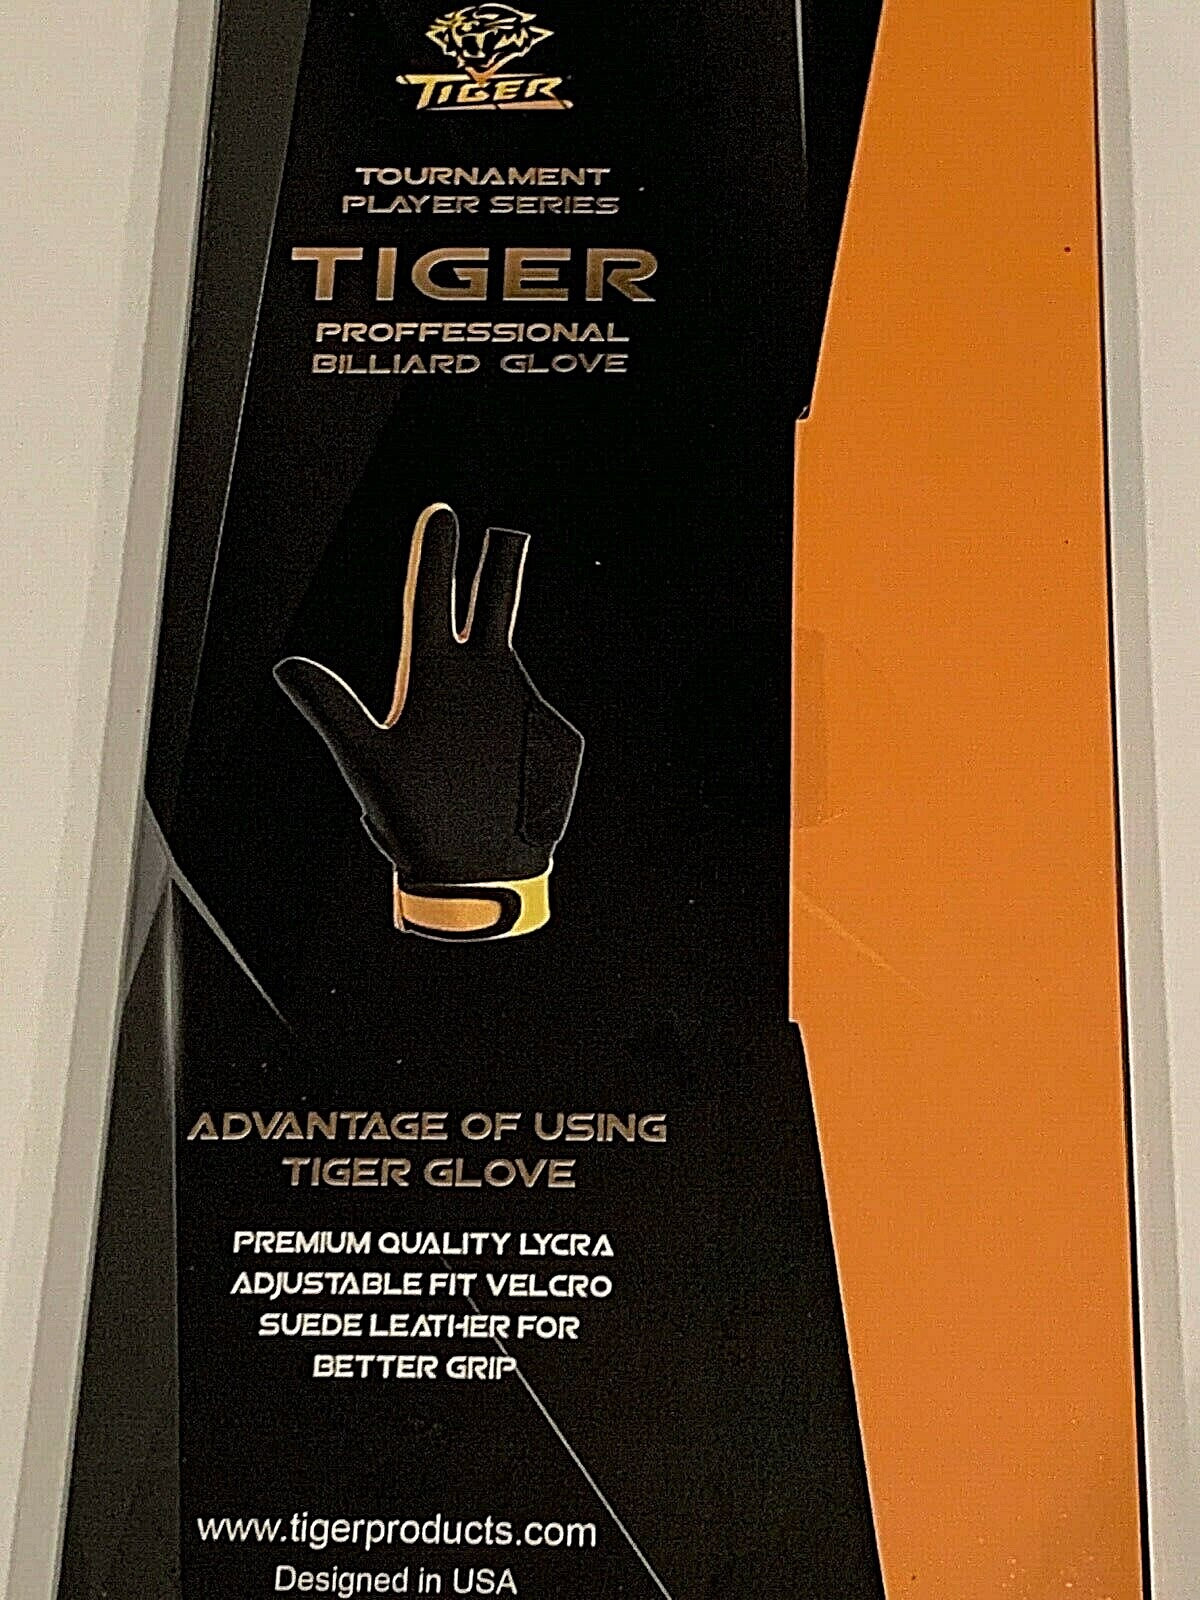 TIGER
TOURNAMENT
PLAYER SERIES
TIGER
PROFFESSIONAL
BILLIARD GLOVE
ADVANTAGE OF USING
TIGER GLOVE
PREMIUM QUALITY LYCRA
ADJUSTABLE FIT VELCRO
SUEDE LEATHER FOR
BETTER GRIP
www.tigerproducts.com
Designed in USA